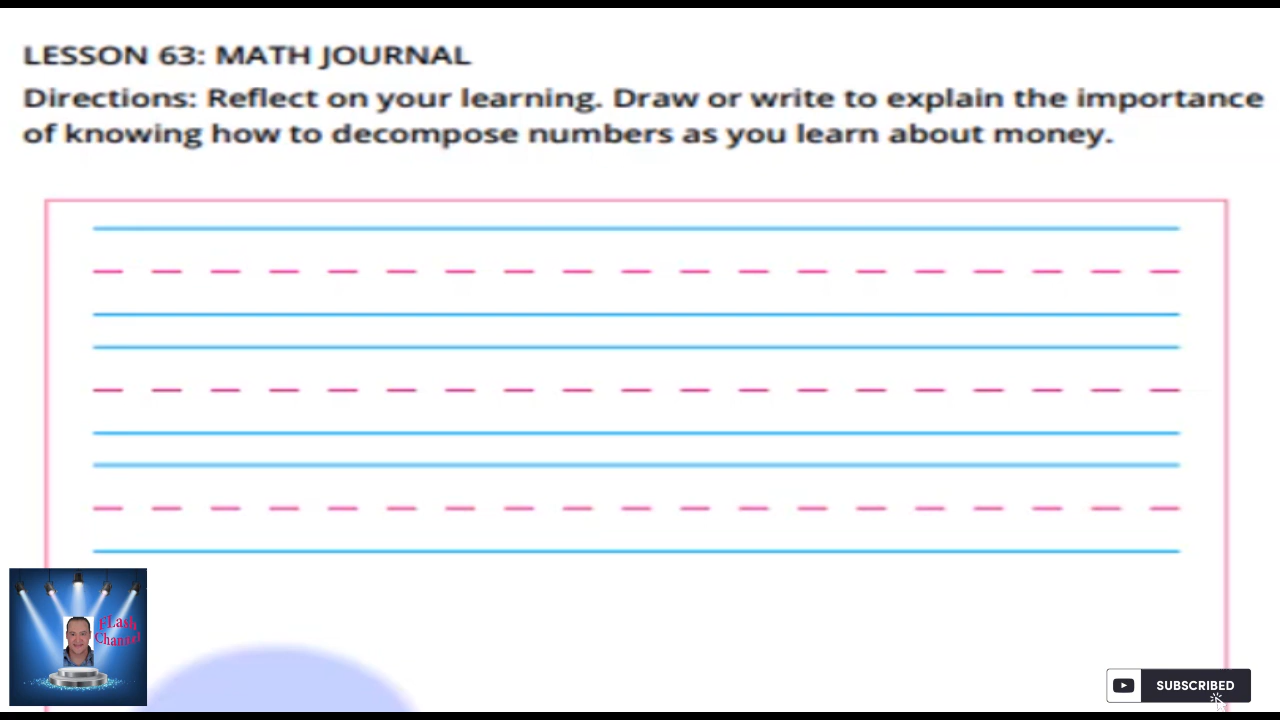 LESSON 63: MATH JOURNAL
Directions: Reflect on your learning. Draw or write to explain the importance
of knowing how to decompose numbers as you learn about money.
FLash
Channel
SUBSCRIBED